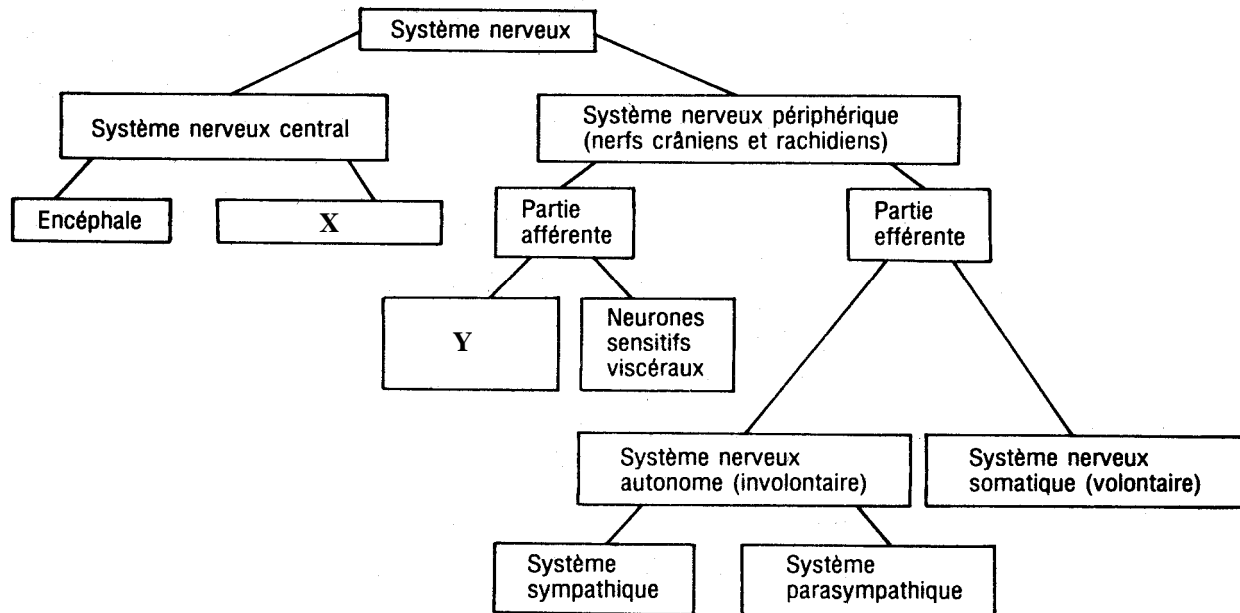 Système nerveux
Système nerveux central
Système nerveux périphérique
(nerfs crâniens et rachidiens)
Encéphale
X
Partie
afférente
Partie
efférente
Y
Neurones
sensitifs
viscéraux
Système nerveux
autonome (involontaire)
Système nerveux
somatique (volontaire)
Système
sympathique
Système
parasympathique